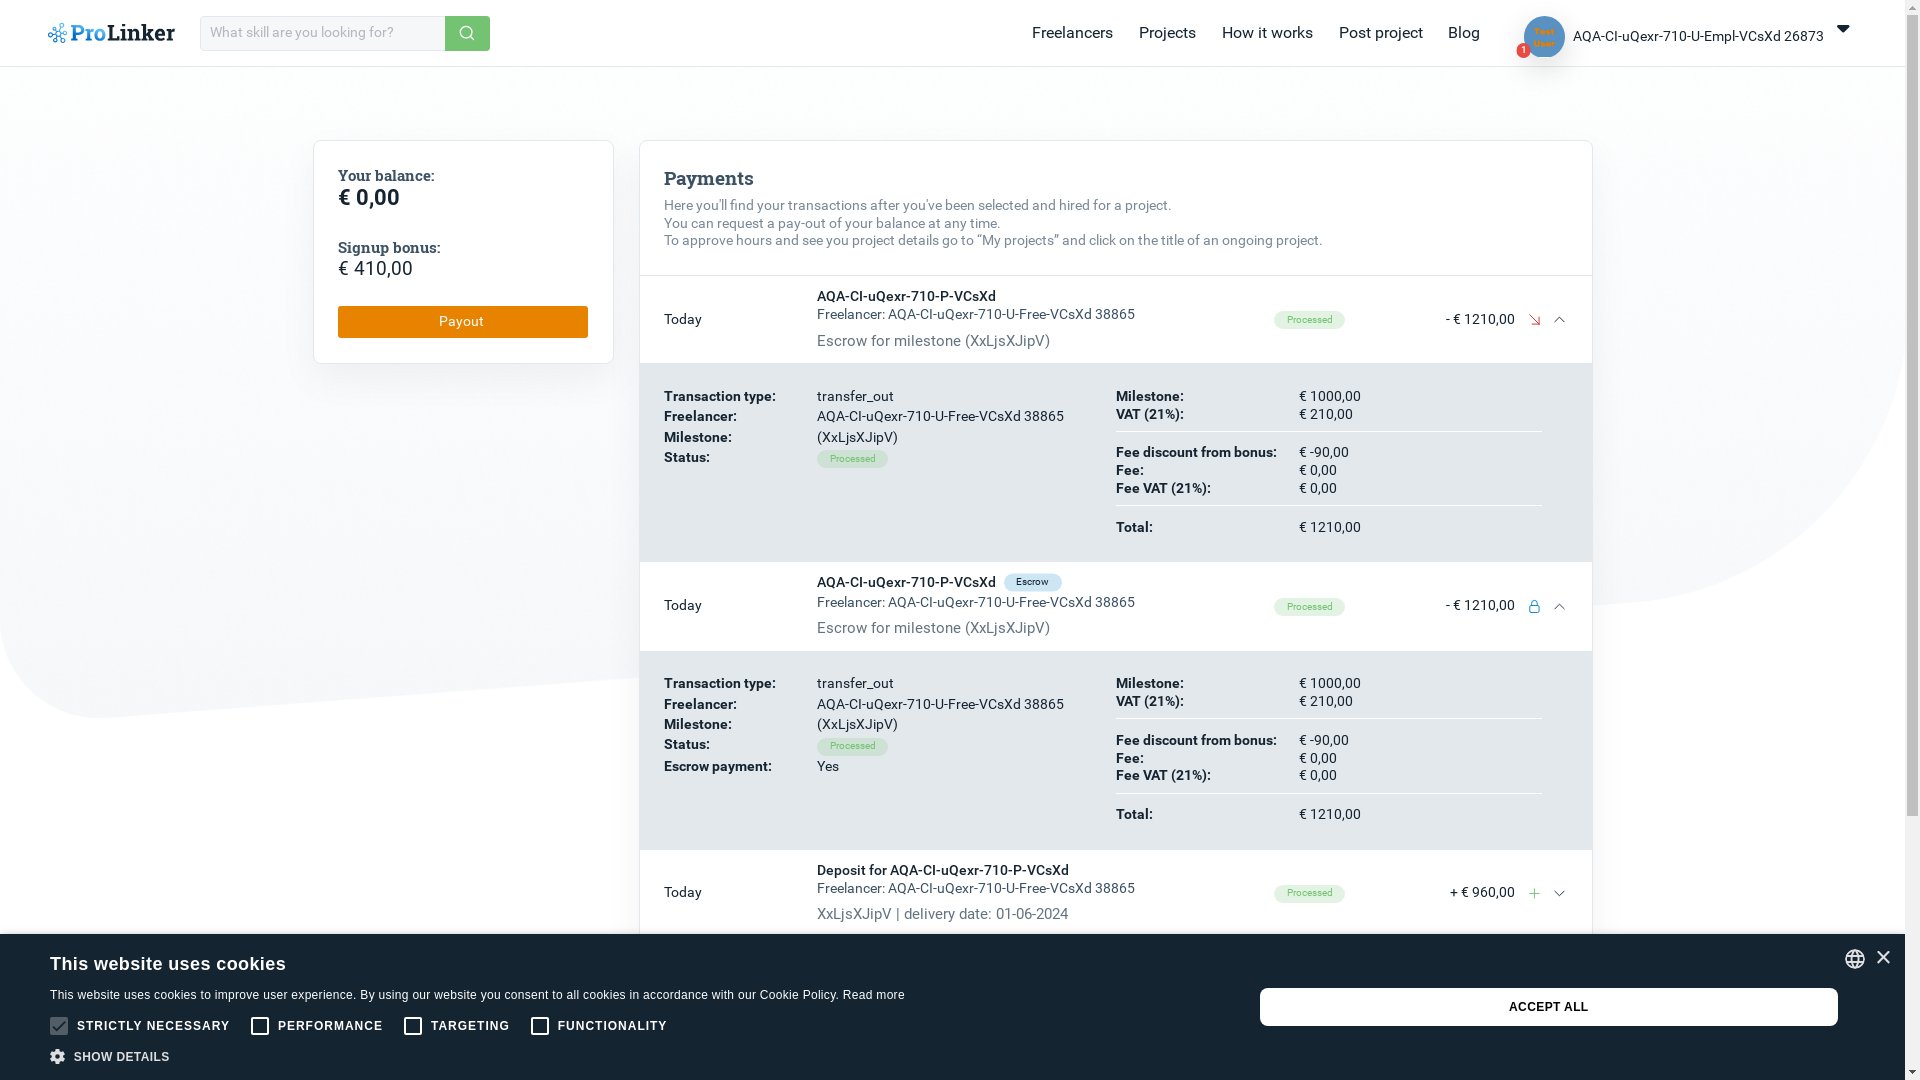 ProLinker
What skill are you looking for?
Freelancers
Projects
How it works
Post project
Blog
Test
User
1
AQA-CI-uQexr-710-U-Empl-VCsXd 26873
Your balance:
€ 0,00
Signup bonus:
€ 410,00
Payout
Payments
Here you'll find your transactions after you've been selected and hired for a project.
You can request a pay-out of your balance at any time.
To approve hours and see you project details go to “My projects” and click on the title of an ongoing project.
Today
AQA-CI-uQexr-710-P-VCsXd
Freelancer: AQA-CI-uQexr-710-U-Free-VCsXd 38865
Escrow for milestone (XxLjsXJipV)
Processed
- € 1210,00
Transaction type: transfer_out
Freelancer: AQA-CI-uQexr-710-U-Free-VCsXd 38865
Milestone: (XxLjsXJipV)
Status: Processed
Milestone: € 1000,00
VAT (21%): € 210,00
Fee discount from bonus: € -90,00
Fee: € 0,00
Fee VAT (21%): € 0,00
Total: € 1210,00
Today
AQA-CI-uQexr-710-P-VCsXd Escrow
Freelancer: AQA-CI-uQexr-710-U-Free-VCsXd 38865
Escrow for milestone (XxLjsXJipV)
Processed
- € 1210,00
Transaction type: transfer_out
Freelancer: AQA-CI-uQexr-710-U-Free-VCsXd 38865
Milestone: (XxLjsXJipV)
Status: Processed
Escrow payment: Yes
Milestone: € 1000,00
VAT (21%): € 210,00
Fee discount from bonus: € -90,00
Fee: € 0,00
Fee VAT (21%): € 0,00
Total: € 1210,00
Today
Deposit for AQA-CI-uQexr-710-P-VCsXd
Freelancer: AQA-CI-uQexr-710-U-Free-VCsXd 38865
XxLjsXJipV | delivery date: 01-06-2024
Processed
+ € 960,00
This website uses cookies
This website uses cookies to improve user experience. By using our website you consent to all cookies in accordance with our Cookie Policy. Read more
STRICTLY NECESSARY
PERFORMANCE
TARGETING
FUNCTIONALITY
SHOW DETAILS
ACCEPT ALL